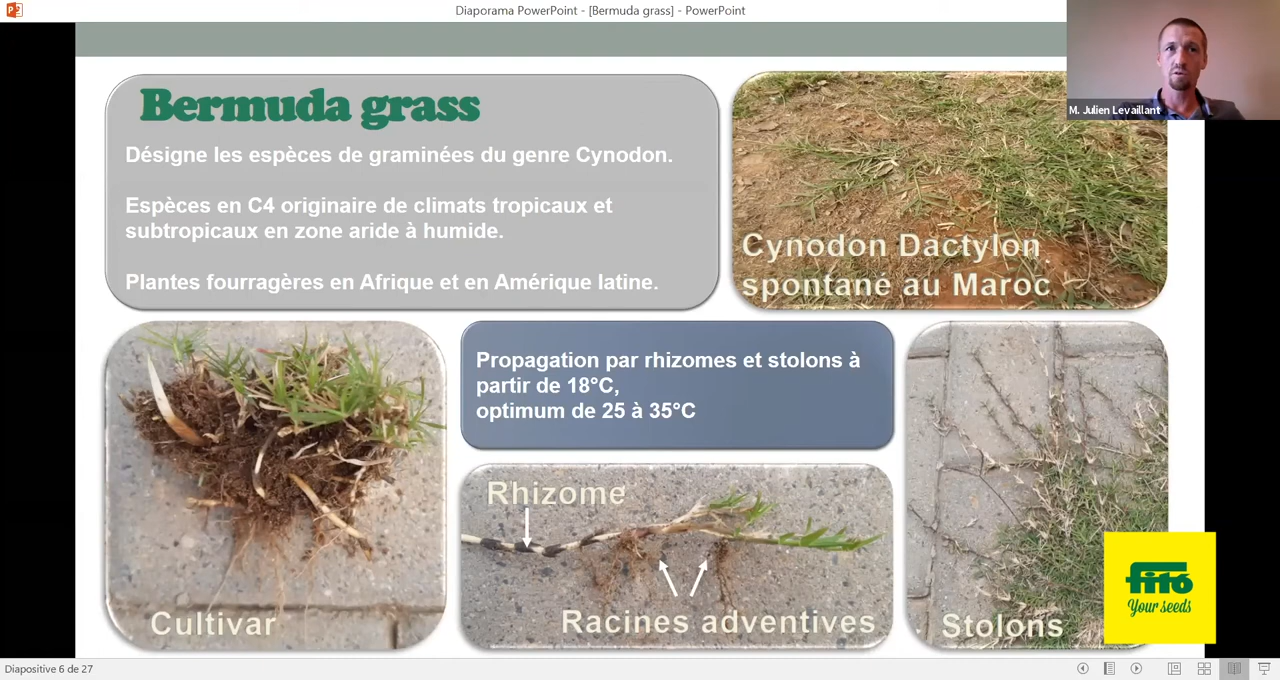 Diaporama PowerPoint - [Bermuda grass] - PowerPoint
M. Julien Levaillant
Bermuda grass
Désigne les espèces de graminées du genre Cynodon.
Espèces en C4 originaire de climats tropicaux et
subtropicaux en zone aride à humide.
Plantes fourragères en Afrique et en Amérique latine.
Cynodon Dactylon
spontané au Maroc
Propagation par rhizomes et stolons à
partir de 18°C,
optimum de 25 à 35°C
Rhizome
Racines adventives
Cultivar
Stolons
fitó
Your seeds
Diapositive 6 de 27